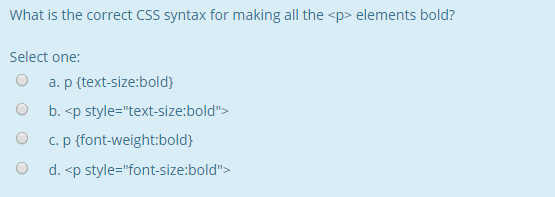 What is the correct CSS syntax for making all the <p> elements bold?
Select one:
a. p {text-size:bold}
b. <p style="text-size:bold">
c. p {font-weight:bold}
d. <p style="font-size:bold">